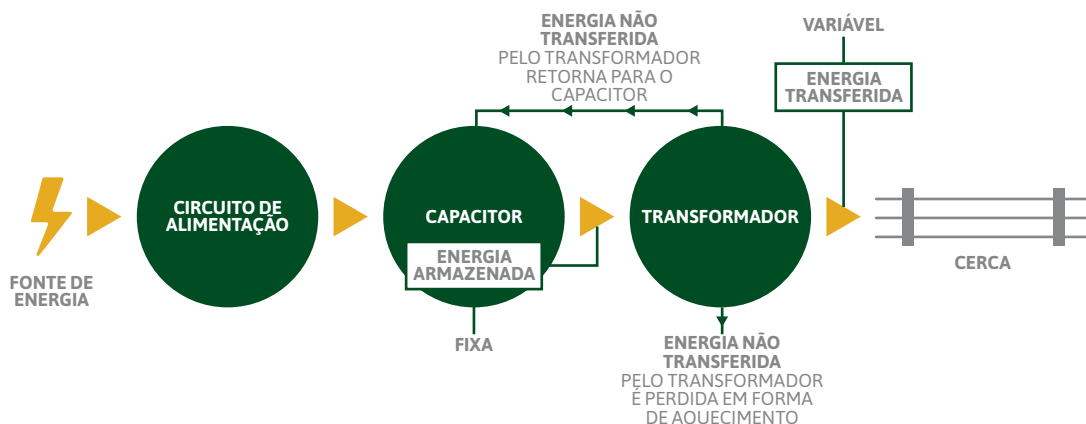 FONTE DE
ENERGIA
CIRCUITO DE
ALIMENTAÇÃO
CAPACITOR
ENERGIA
ARMAZENADA
FIXA
ENERGIA NÃO
TRANSFERIDA
PELO TRANSFORMADOR
RETORNA PARA O
CAPACITOR
TRANSFORMADOR
ENERGIA NÃO
TRANSFERIDA
PELO TRANSFORMADOR
É PERDIDA EM FORMA
DE AQUECIMENTO
VARIÁVEL
ENERGIA
TRANSFERIDA
CERCA